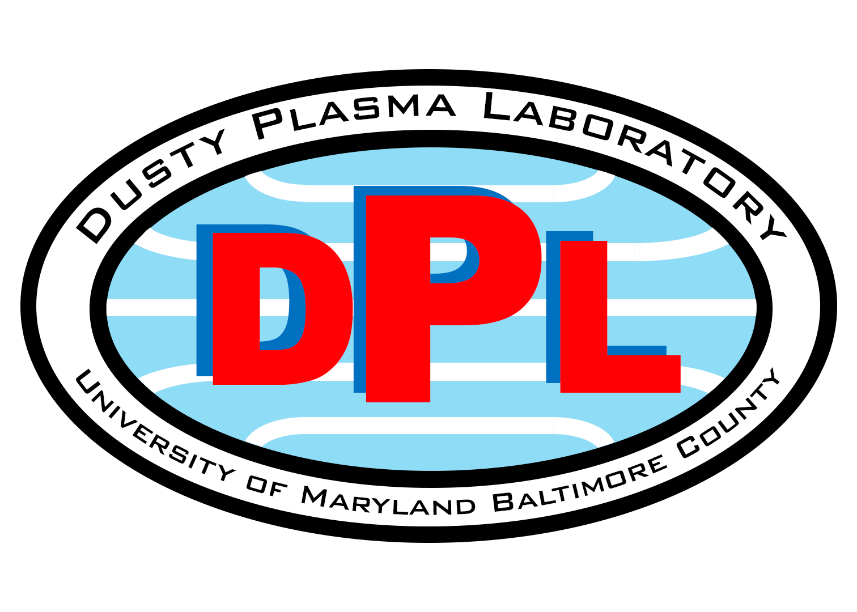 Dusty Plasma Laboratory
DPL
University of Maryland Baltimore County